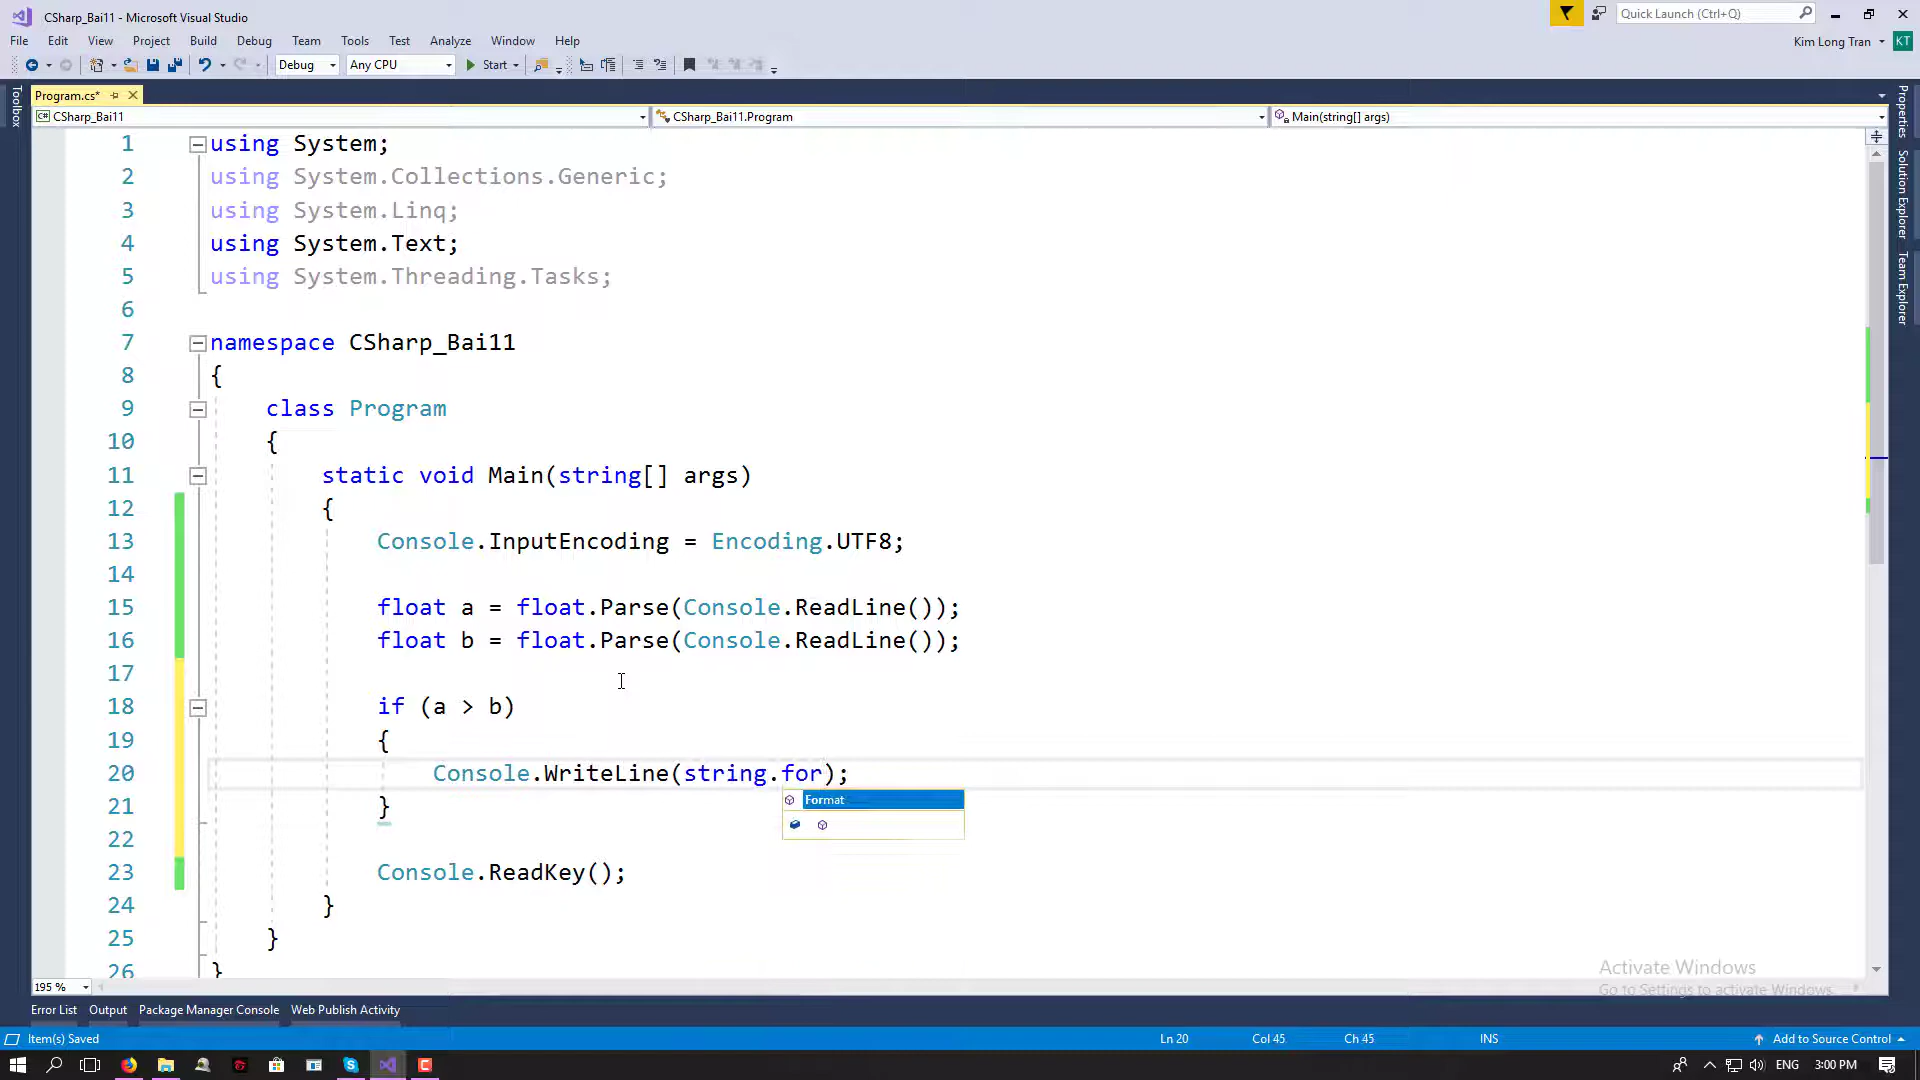 CSharp_Bai11 - Microsoft Visual Studio
Quick Launch (Ctrl+Q)
File Edit View Project Build Debug Team Tools Test Analyze Window Help
Kim Long Tran KT
Debug Any CPU Start
Toolbox
Program.cs*
CSharp_Bai11 CSharp_Bai11.Program Main(string[] args)
Properties
Solution Explorer
Team Explorer
1 using System;
2 using System.Collections.Generic;
3 using System.Linq;
4 using System.Text;
5 using System.Threading.Tasks;
6
7 namespace CSharp_Bai11
8 {
9 class Program
10 {
11 static void Main(string[] args)
12 {
13 Console.InputEncoding = Encoding.UTF8;
14
15 float a = float.Parse(Console.ReadLine());
16 float b = float.Parse(Console.ReadLine());
17
18 if (a > b)
19 {
20 Console.WriteLine(string.for);
Format
21 }
22
23 Console.ReadKey();
24 }
25 }
26 }
Activate Windows
Go to Settings to activate Windows.
195 %
Error List Output Package Manager Console Web Publish Activity
Item(s) Saved Ln 20 Col 45 Ch 45 INS Add to Source Control
ENG 3:00 PM